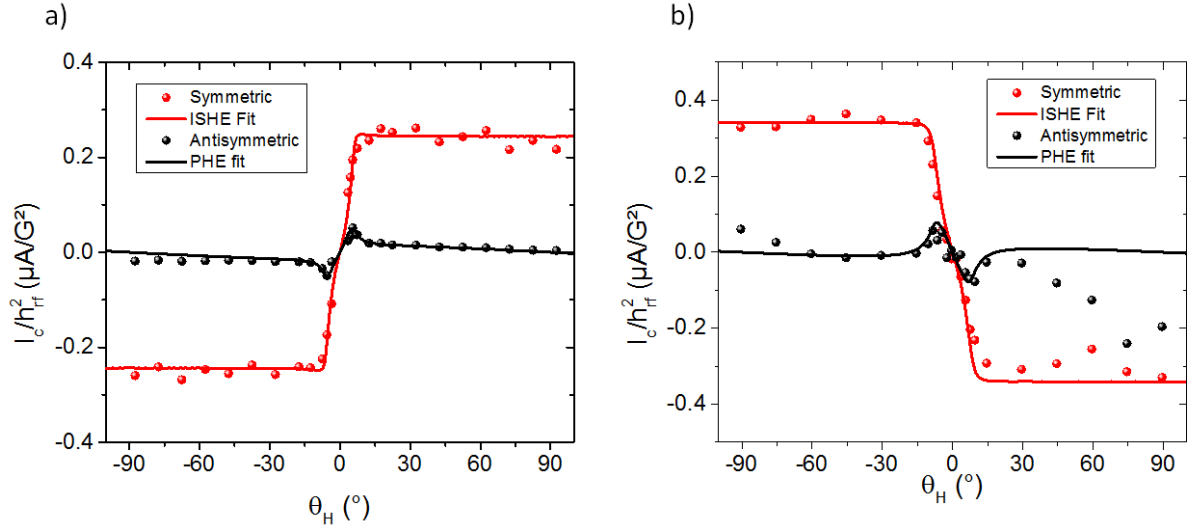 a)
0.4
0.2
0.0
-0.2
-0.4
I_c/h²_rf (µA/G²)
Symmetric
ISHE Fit
Antisymmetric
PHE fit
-90 -60 -30 0 30 60 90
θ_H (°)
b)
0.4
0.2
0.0
-0.2
-0.4
I_c/h²_rf (µA/G²)
Symmetric
ISHE Fit
Antisymmetric
PHE fit
-90 -60 -30 0 30 60 90
θ_H (°)